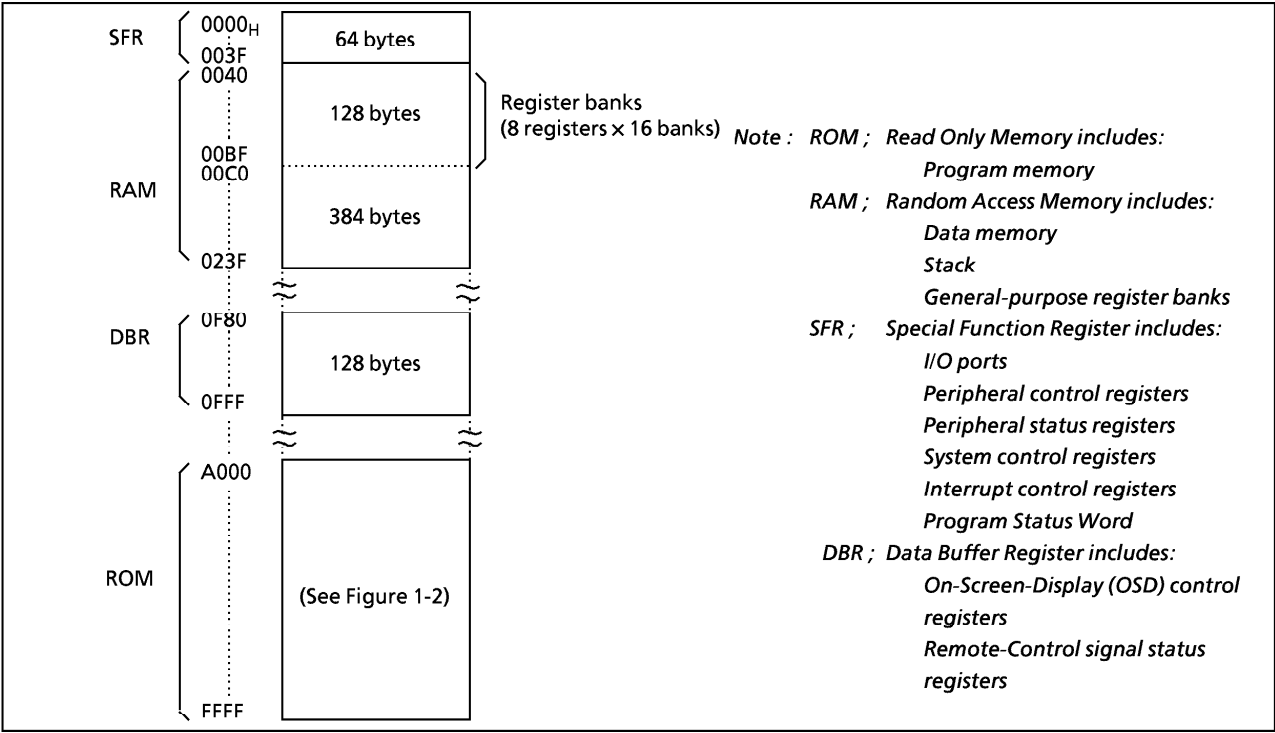 SFR
0000H
003F
64 bytes
RAM
0040
00BF
00C0
023F
128 bytes
384 bytes
Register banks
(8 registers × 16 banks)
DBR
0F80
0FFF
128 bytes
ROM
A000
FFFF
(See Figure 1-2)
Note : ROM ; Read Only Memory includes:
Program memory
RAM ; Random Access Memory includes:
Data memory
Stack
General-purpose register banks
SFR ; Special Function Register includes:
I/O ports
Peripheral control registers
Peripheral status registers
System control registers
Interrupt control registers
Program Status Word
DBR ; Data Buffer Register includes:
On-Screen-Display (OSD) control
registers
Remote-Control signal status
registers